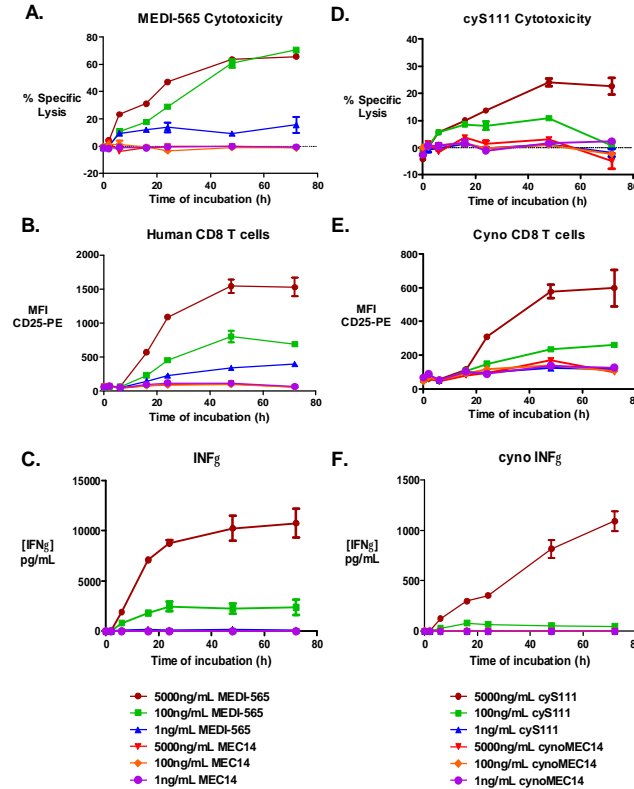 A.
MEDI-565 Cytotoxicity
80
60
40
20
0
-20
% Specific
Lysis
0 20 40 60 80
Time of incubation (h)
B.
Human CD8 T cells
2000
1500
1000
500
0
MFI
CD25-PE
0 20 40 60 80
Time of incubation (h)
C.
INFg
15000
10000
5000
0
[IFNg]
pg/mL
0 20 40 60 80
Time of incubation (h)
5000ng/mL MEDI-565
100ng/mL MEDI-565
1ng/mL MEDI-565
5000ng/mL MEC14
100ng/mL MEC14
1ng/mL MEC14
D.
cyS111 Cytotoxicity
40
30
20
10
0
-10
% Specific
Lysis
0 20 40 60 80
Time of incubation (h)
E.
Cyno CD8 T cells
800
600
400
200
0
MFI
CD25-PE
0 20 40 60 80
Time of incubation (h)
F.
cyno INFg
1500
1000
500
0
[IFNg]
pg/mL
0 20 40 60 80
Time of incubation (h)
5000ng/mL cyS111
100ng/mL cyS111
1ng/mL cyS111
5000ng/mL cynoMEC14
100ng/mL cynoMEC14
1ng/mL cynoMEC14